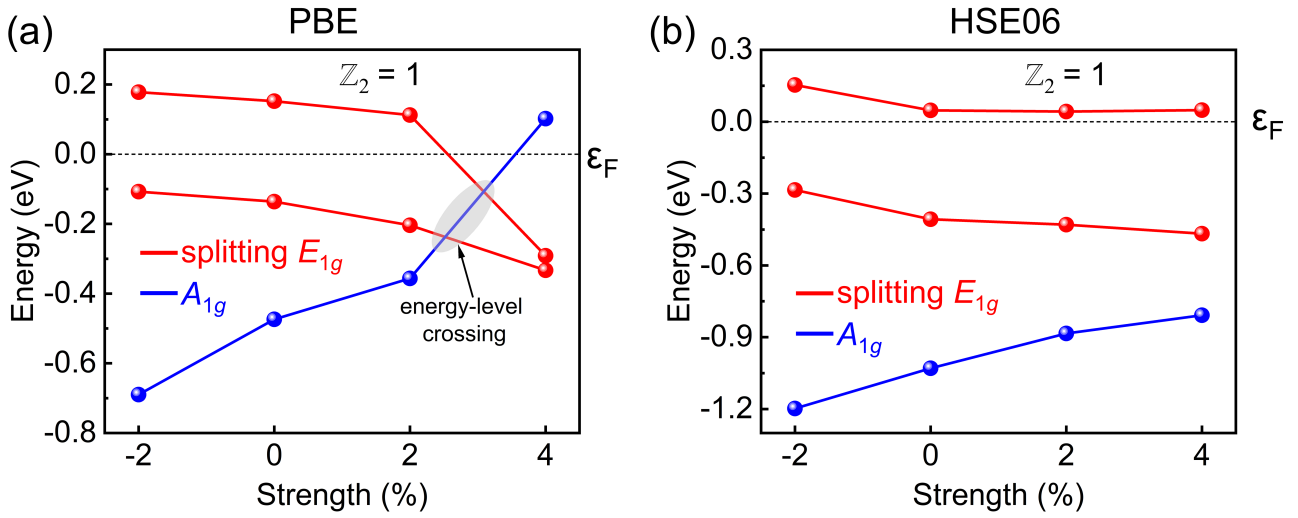 (a)
PBE
ℤ2 = 1
0.2
0.0
-0.2
-0.4
-0.6
-0.8
Energy (eV)
εF
splitting E1g
A1g
energy-level
crossing
-2
0
2
4
Strength (%)
(b)
HSE06
ℤ2 = 1
0.3
0.0
-0.3
-0.6
-0.9
-1.2
Energy (eV)
εF
splitting E1g
A1g
-2
0
2
4
Strength (%)